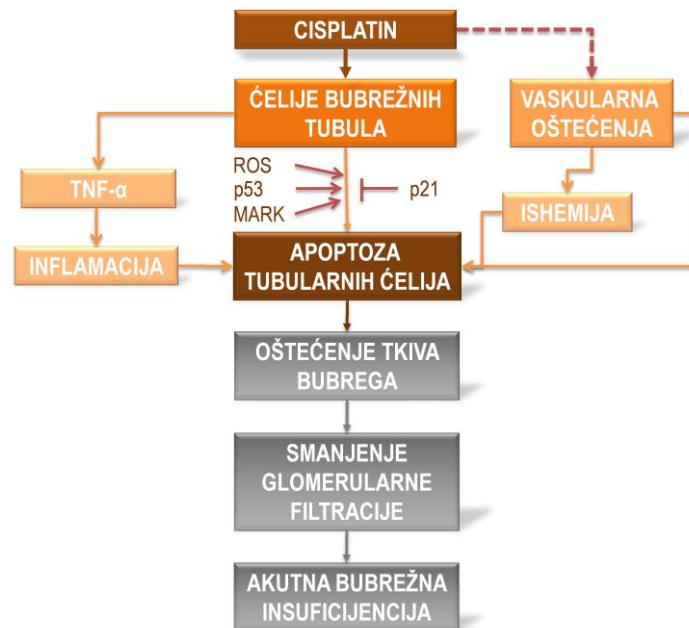 CISPLATIN
ĆELIJE BUBREŽNIH
TUBULA
VASKULARNA
OŠTEĆENJA
TNF-α
ROS
p53
MARK
p21
ISHEMIJA
INFLAMACIJA
APOPTOZA
TUBULARNIH ĆELIJA
OŠTEĆENJE TKIVA
BUBREGA
SMANJENJE
GLOMERULARNE
FILTRACIJE
AKUTNA BUBREŽNA
INSUFICIJENCIJA